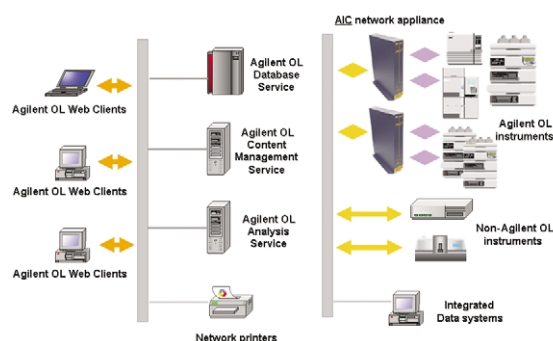 AIC network appliance
Agilent OL
Database
Service
Agilent OL Web Clients
Agilent OL
instruments
Agilent OL
Content
Management
Service
Agilent OL Web Clients
Agilent OL
Analysis
Service
Non-Agilent OL
instruments
Agilent OL Web Clients
Network printers
Integrated
Data systems